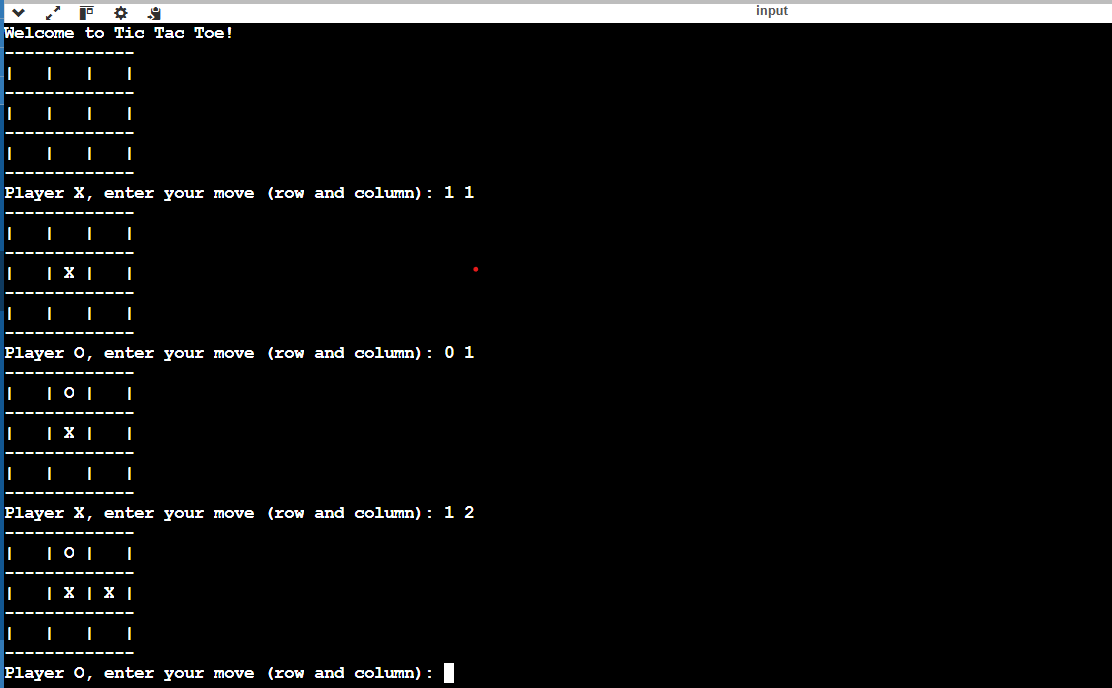 input
Welcome to Tic Tac Toe!
-------------
|   |   |   |
-------------
|   |   |   |
-------------
|   |   |   |
-------------
Player X, enter your move (row and column): 1 1
-------------
|   |   |   |
-------------
|   | X |   |
-------------
|   |   |   |
-------------
Player O, enter your move (row and column): 0 1
-------------
|   | O |   |
-------------
|   | X |   |
-------------
|   |   |   |
-------------
Player X, enter your move (row and column): 1 2
-------------
|   | O |   |
-------------
|   | X | X |
-------------
|   |   |   |
-------------
Player O, enter your move (row and column):